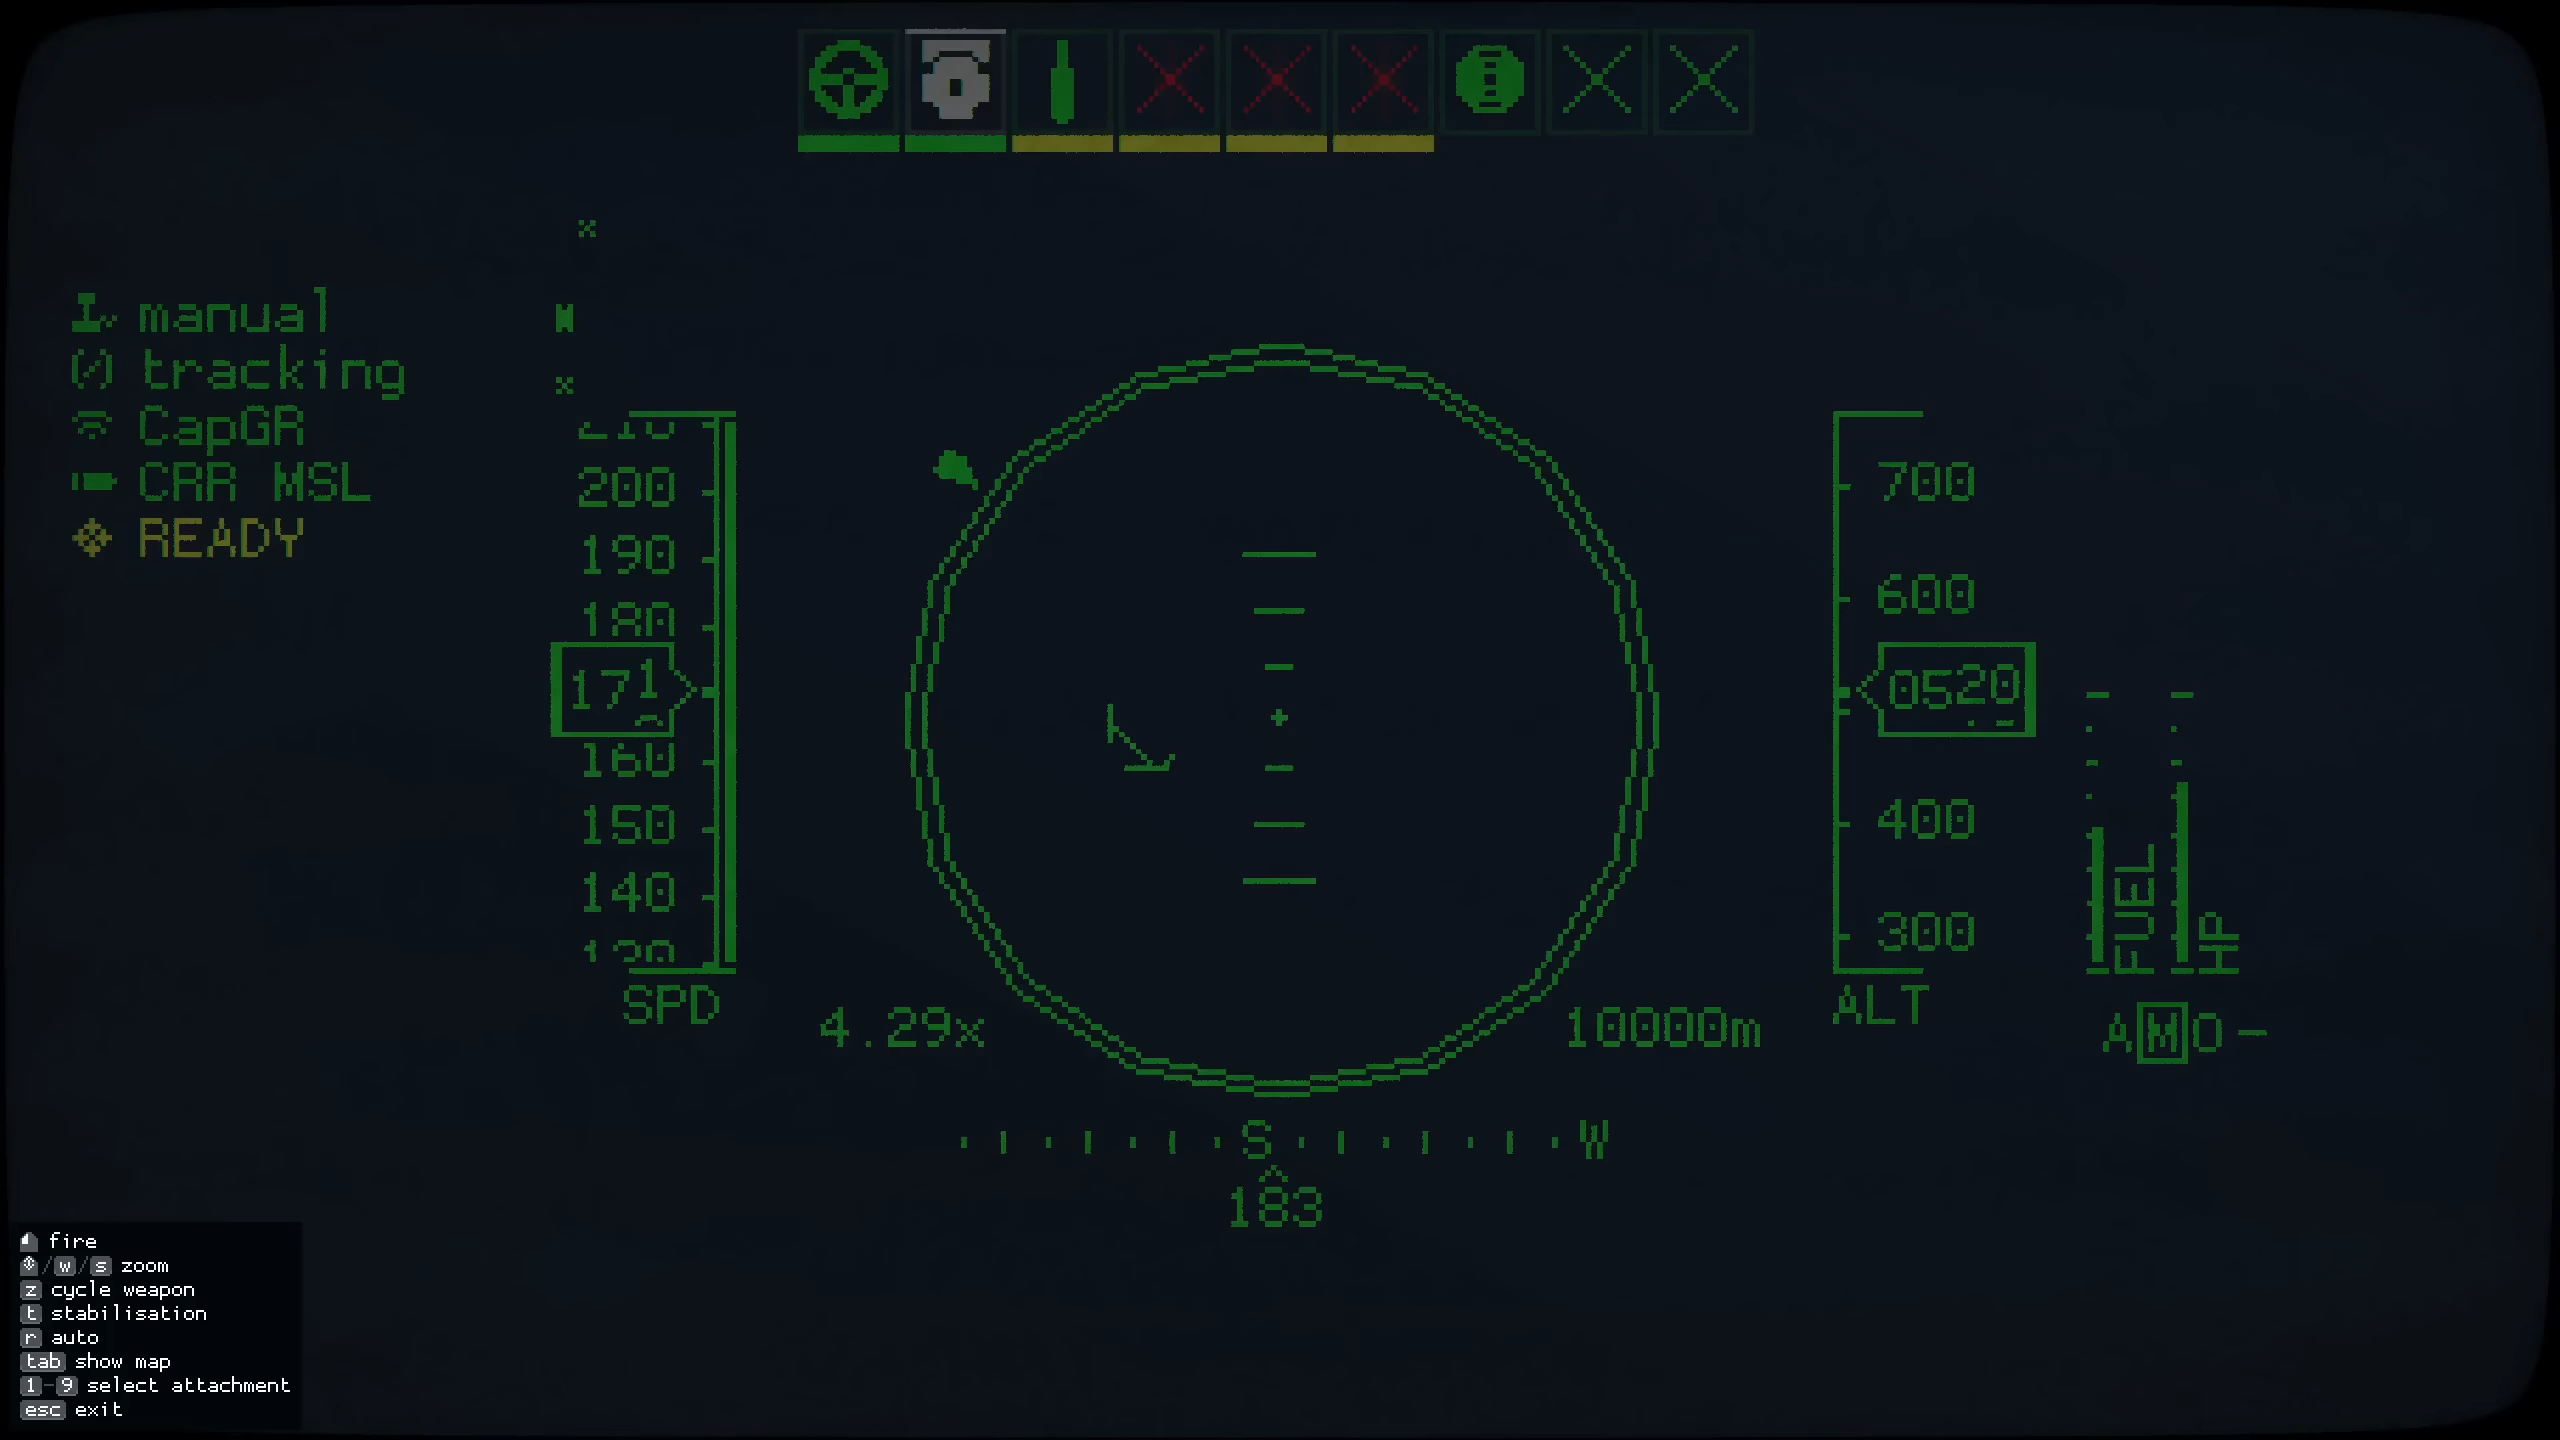 manual
tracking
CapGR
CRR MSL
READY
200
190
180
171
160
150
140
SPD
4.29x
10000m
700
600
0520
400
300
ALT
FUEL
HP
A M O -
S W
183
fire
/w/s zoom
z cycle weapon
t stabilisation
r auto
tab show map
1-9 select attachment
esc exit